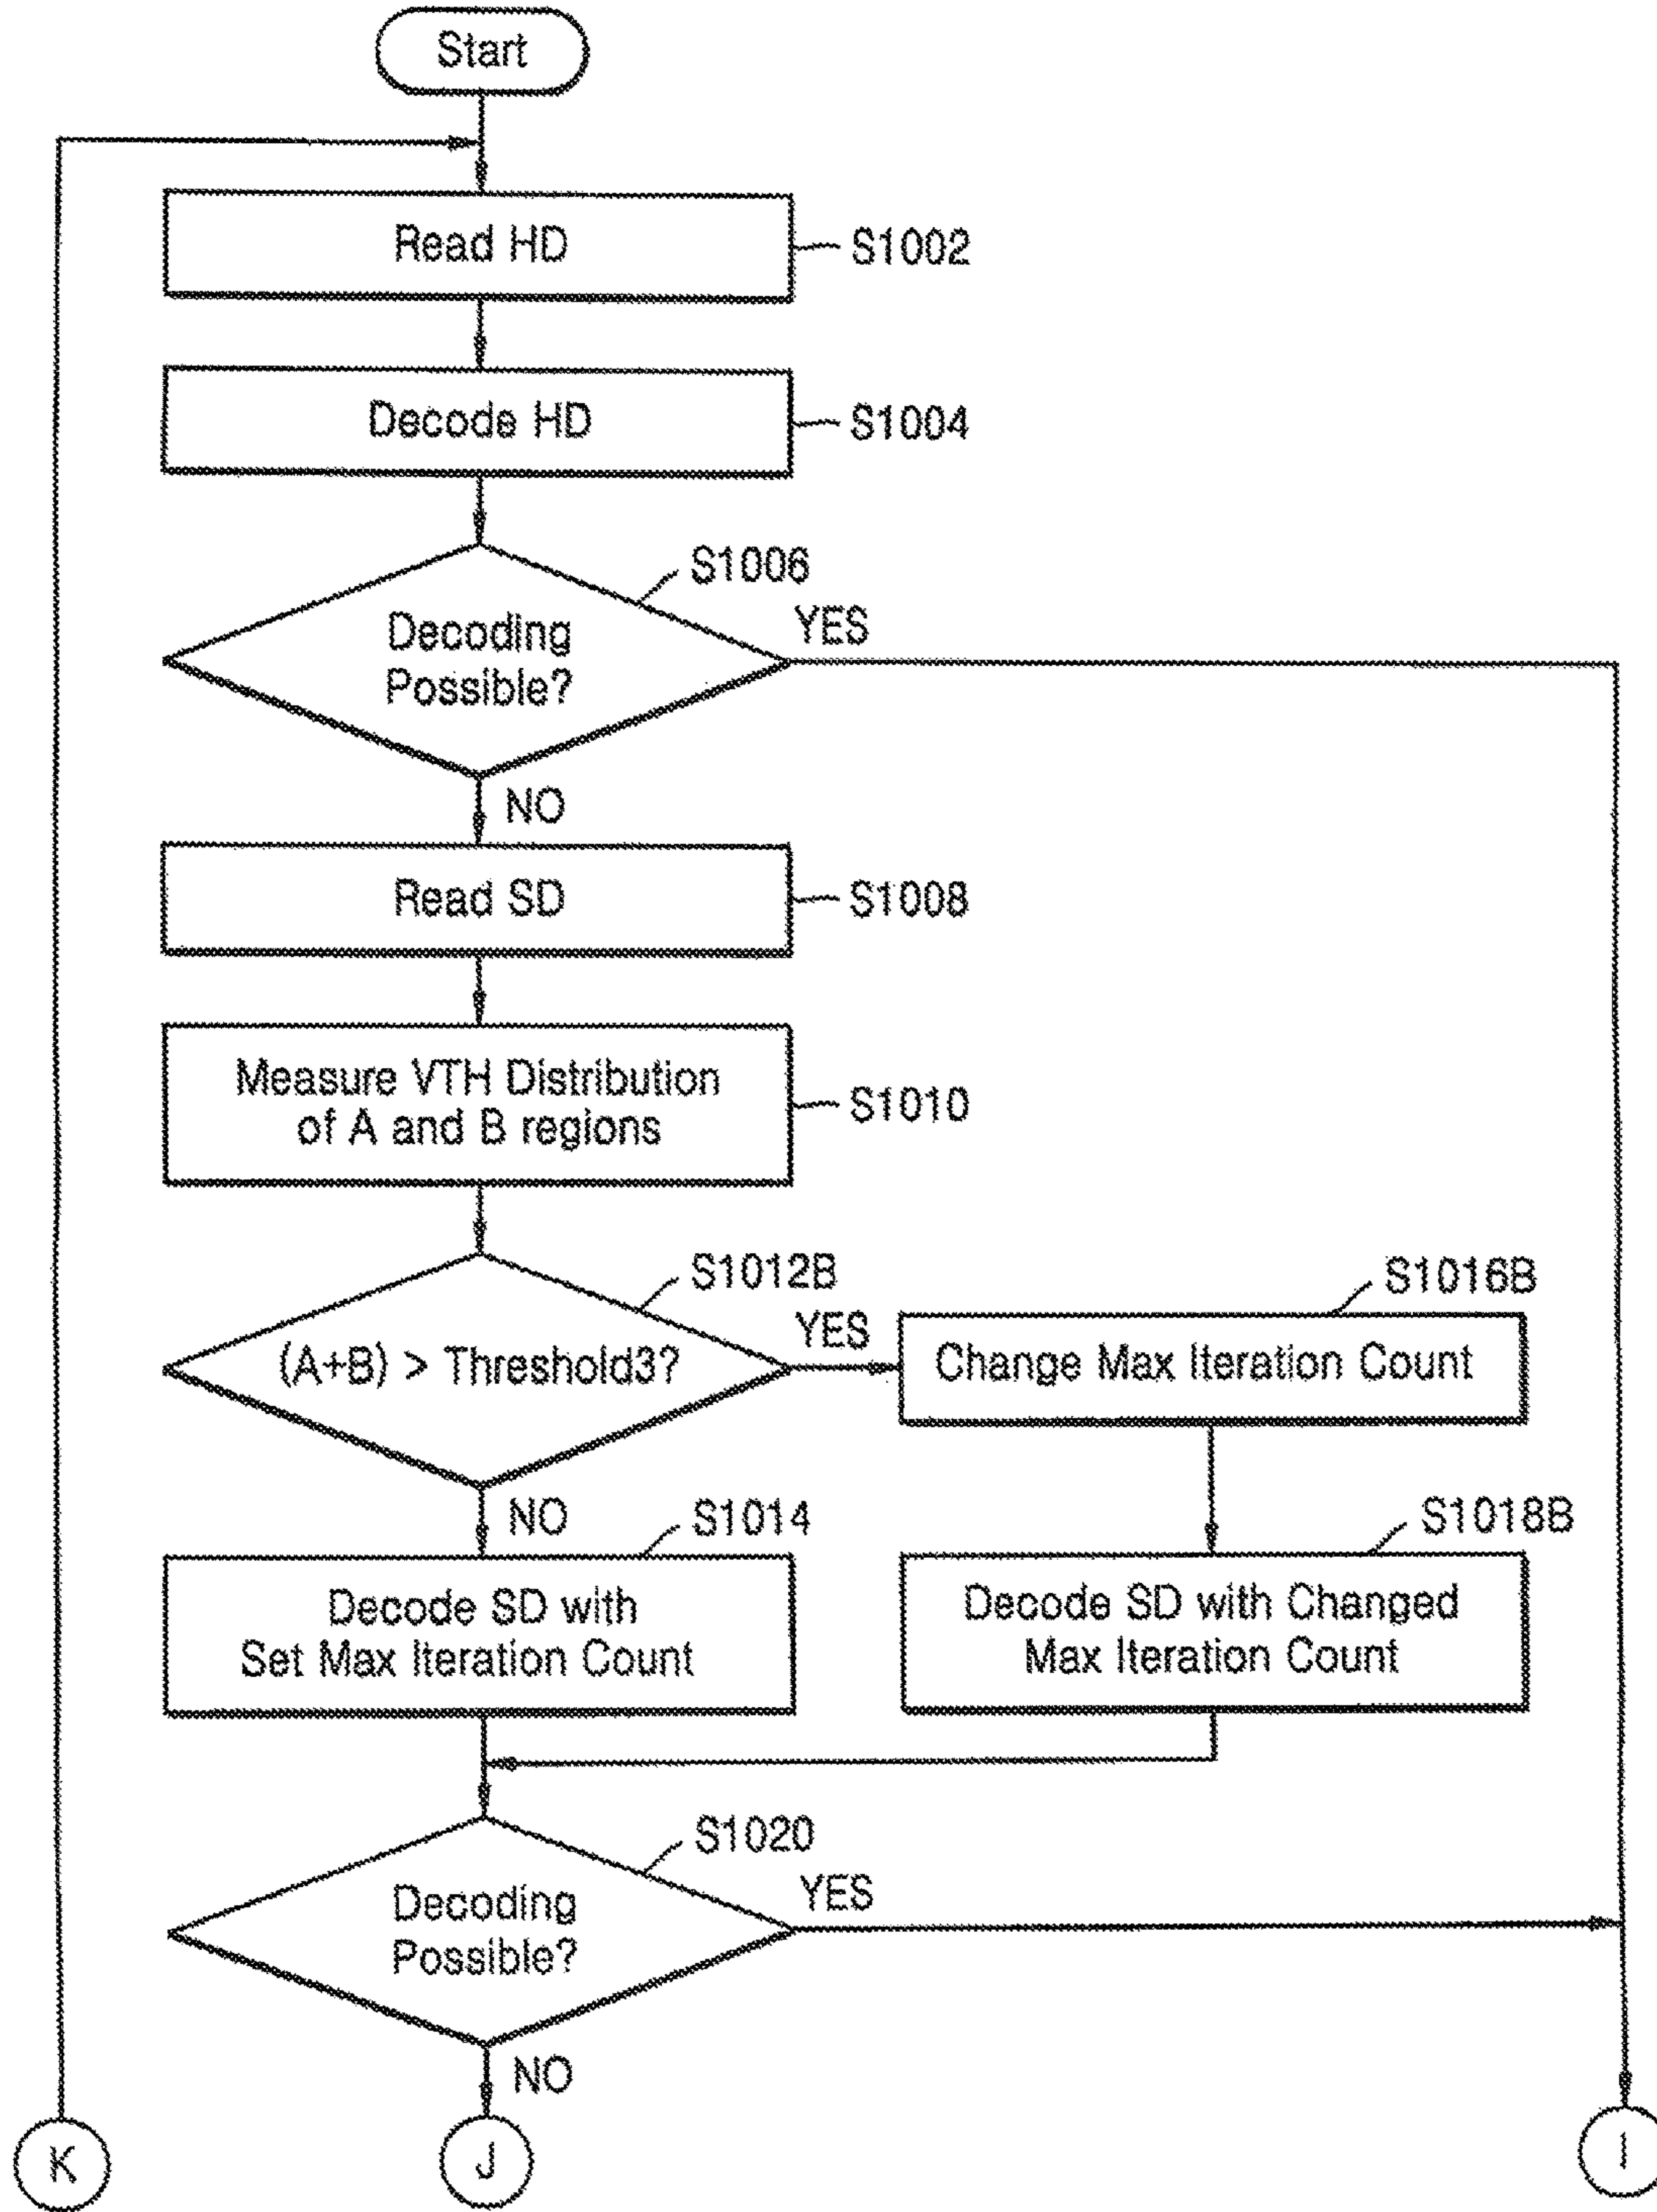 Start
Read HD
S1002
Decode HD
S1004
S1006
Decoding
Possible?
YES
NO
Read SD
S1008
Measure VTH Distribution
of A and B regions
S1010
S1012B
(A+B) > Threshold3?
YES
S1016B
Change Max Iteration Count
NO
S1014
Decode SD with
Set Max Iteration Count
S1018B
Decode SD with Changed
Max Iteration Count
S1020
Decoding
Possible?
YES
NO
K
J
I